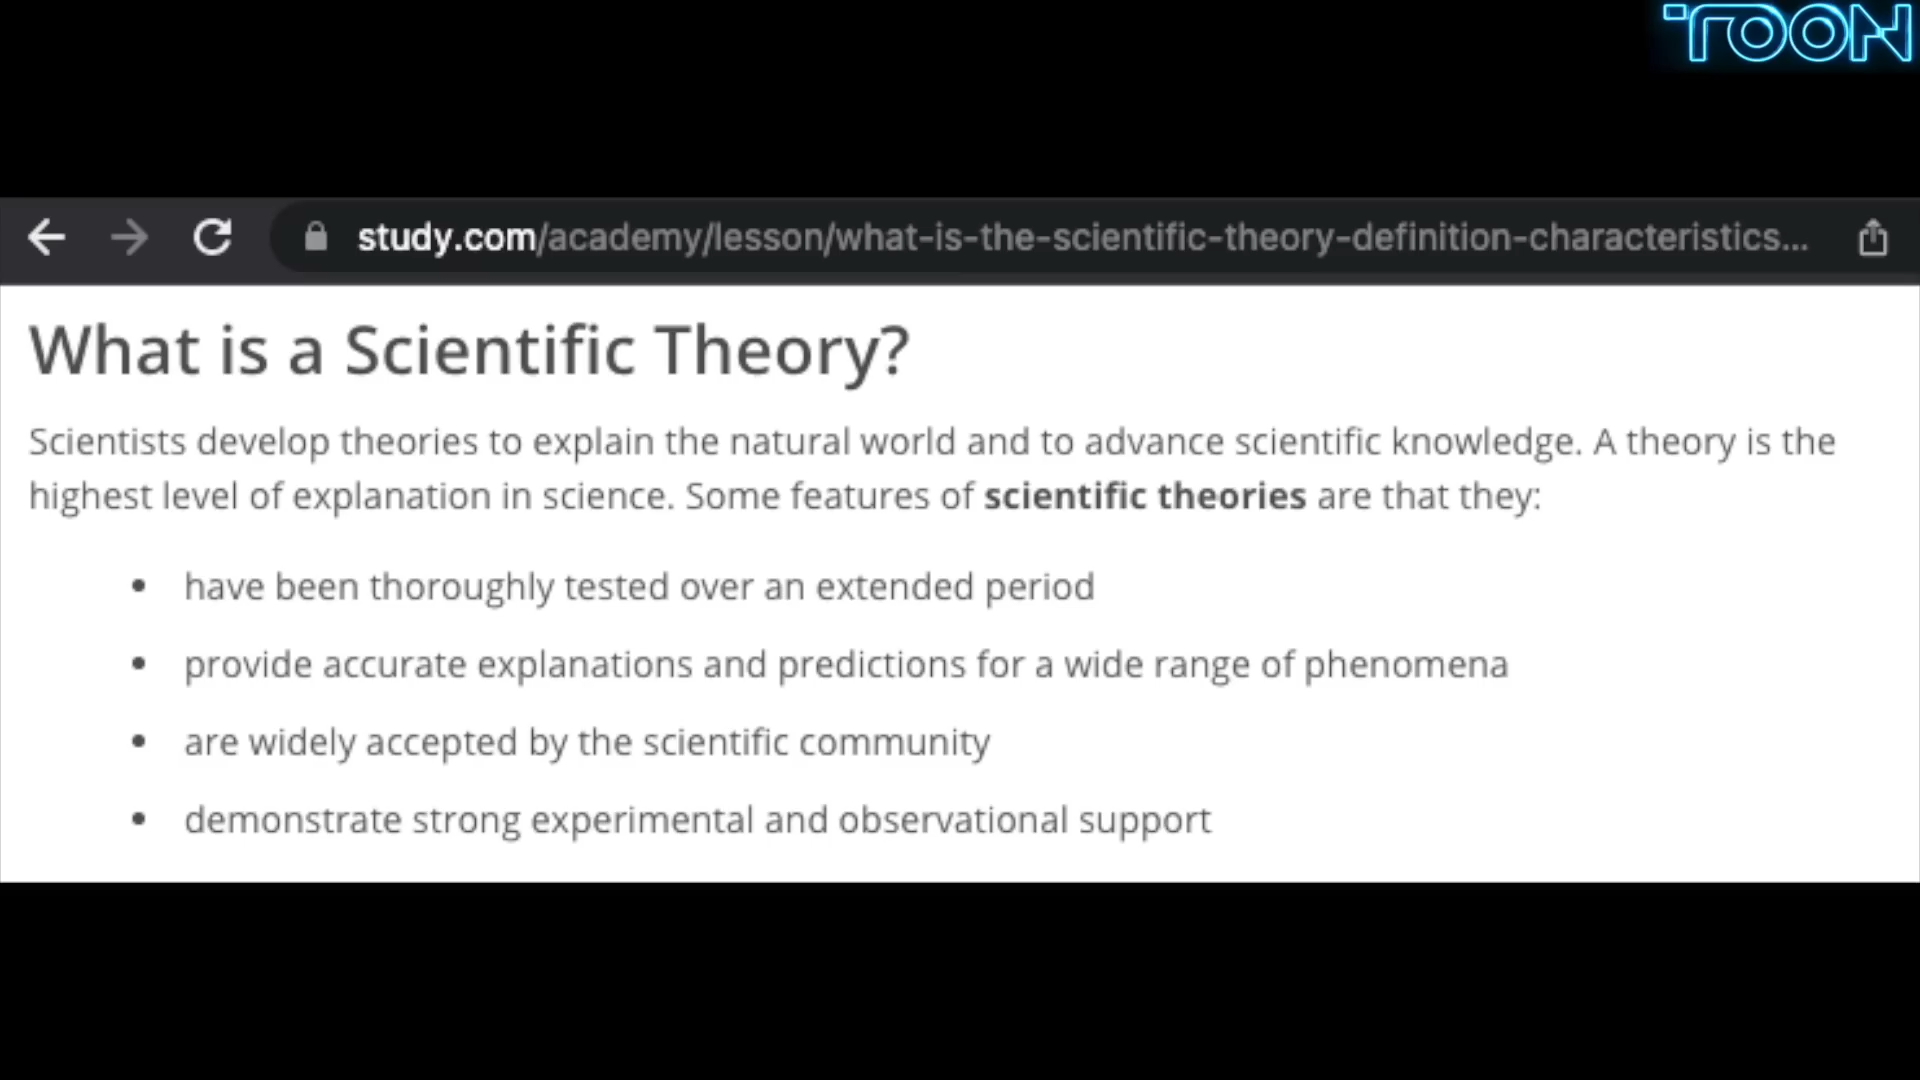 TOON
study.com/academy/lesson/what-is-the-scientific-theory-definition-characteristics...
What is a Scientific Theory?
Scientists develop theories to explain the natural world and to advance scientific knowledge. A theory is the
highest level of explanation in science. Some features of scientific theories are that they:
• have been thoroughly tested over an extended period
• provide accurate explanations and predictions for a wide range of phenomena
• are widely accepted by the scientific community
• demonstrate strong experimental and observational support